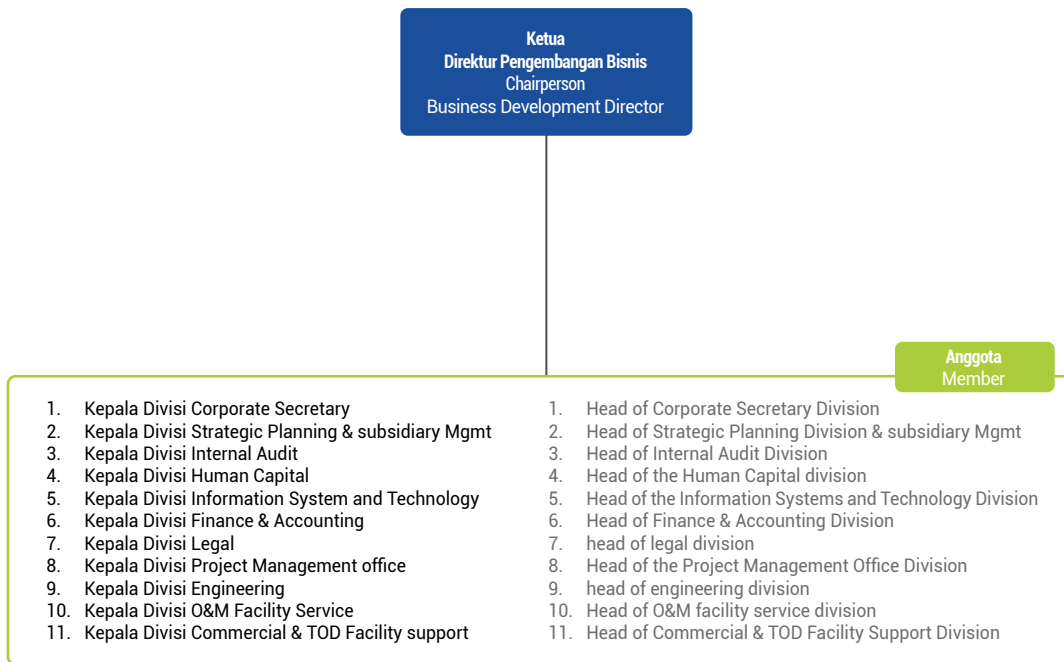 Ketua
Direktur Pengembangan Bisnis
Chairperson
Business Development Director
Anggota
Member
1. Kepala Divisi Corporate Secretary
2. Kepala Divisi Strategic Planning & subsidiary Mgmt
3. Kepala Divisi Internal Audit
4. Kepala Divisi Human Capital
5. Kepala Divisi Information System and Technology
6. Kepala Divisi Finance & Accounting
7. Kepala Divisi Legal
8. Kepala Divisi Project Management office
9. Kepala Divisi Engineering
10. Kepala Divisi O&M Facility Service
11. Kepala Divisi Commercial & TOD Facility support
1. Head of Corporate Secretary Division
2. Head of Strategic Planning Division & subsidiary Mgmt
3. Head of Internal Audit Division
4. Head of the Human Capital division
5. Head of the Information Systems and Technology Division
6. Head of Finance & Accounting Division
7. head of legal division
8. Head of the Project Management Office Division
9. head of engineering division
10. Head of O&M facility service division
11. Head of Commercial & TOD Facility Support Division